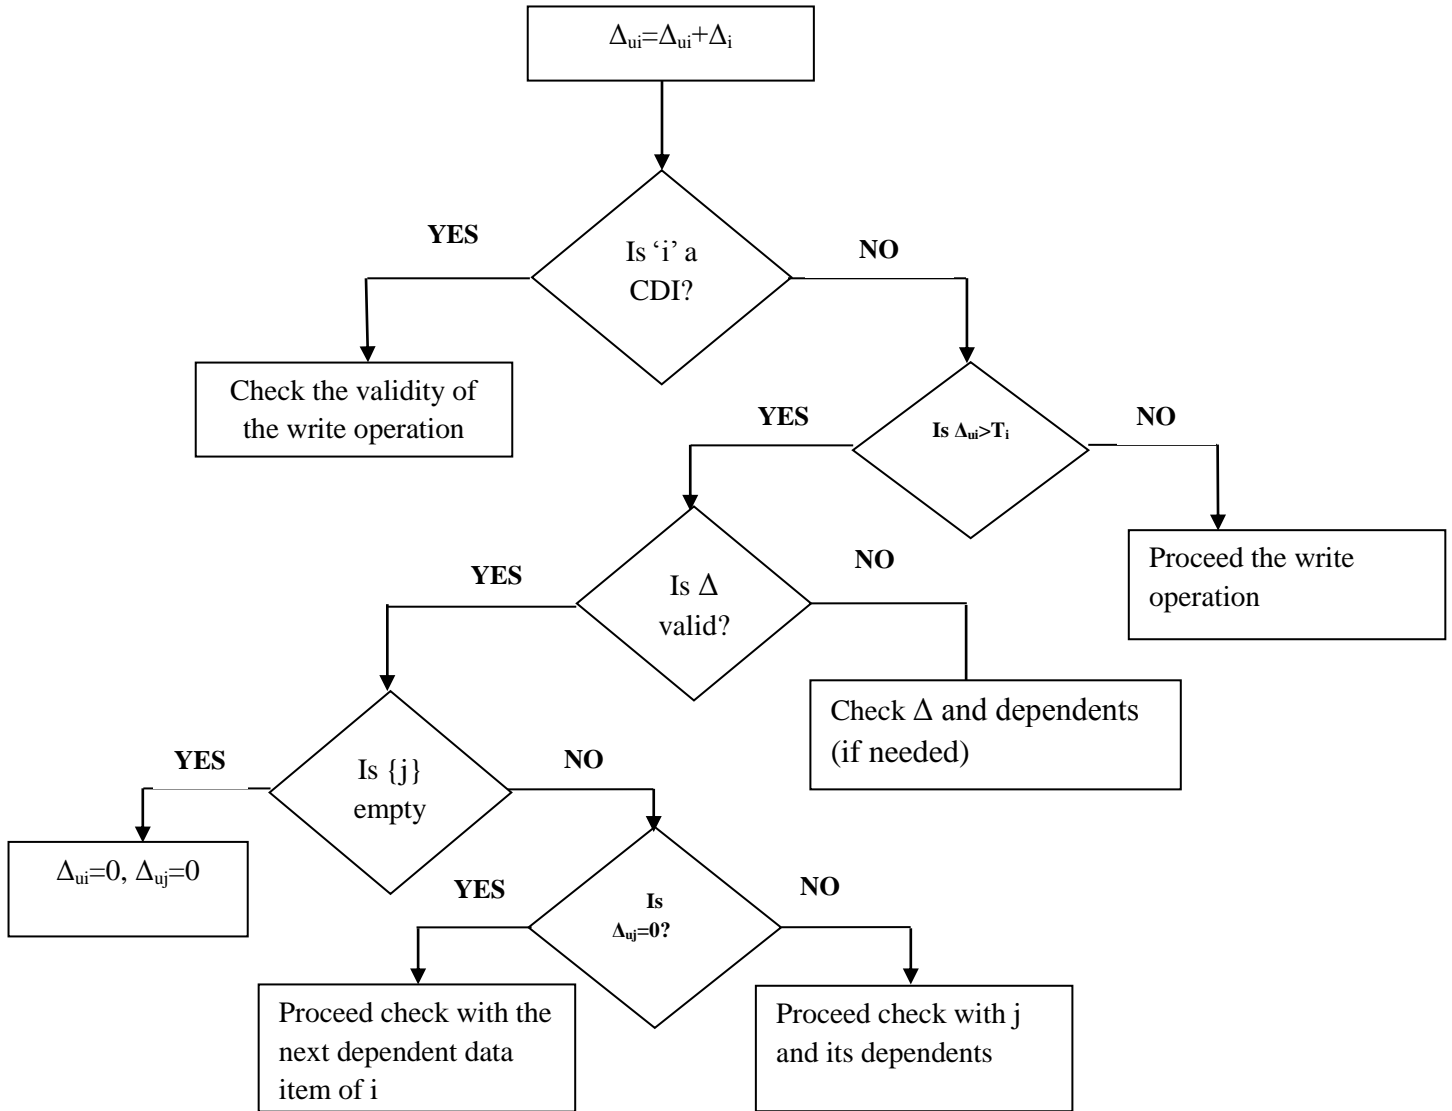 Δui=Δui+Δi
YES
Is ‘i’ a
CDI?
NO
Check the validity of
the write operation
YES
Is Δui>Ti
NO
Proceed the write
operation
YES
Is Δ
valid?
NO
Check Δ and dependents
(if needed)
YES
Is {j}
empty
NO
Δui=0, Δuj=0
YES
Is
Δuj=0?
NO
Proceed check with the
next dependent data
item of i
Proceed check with j
and its dependents